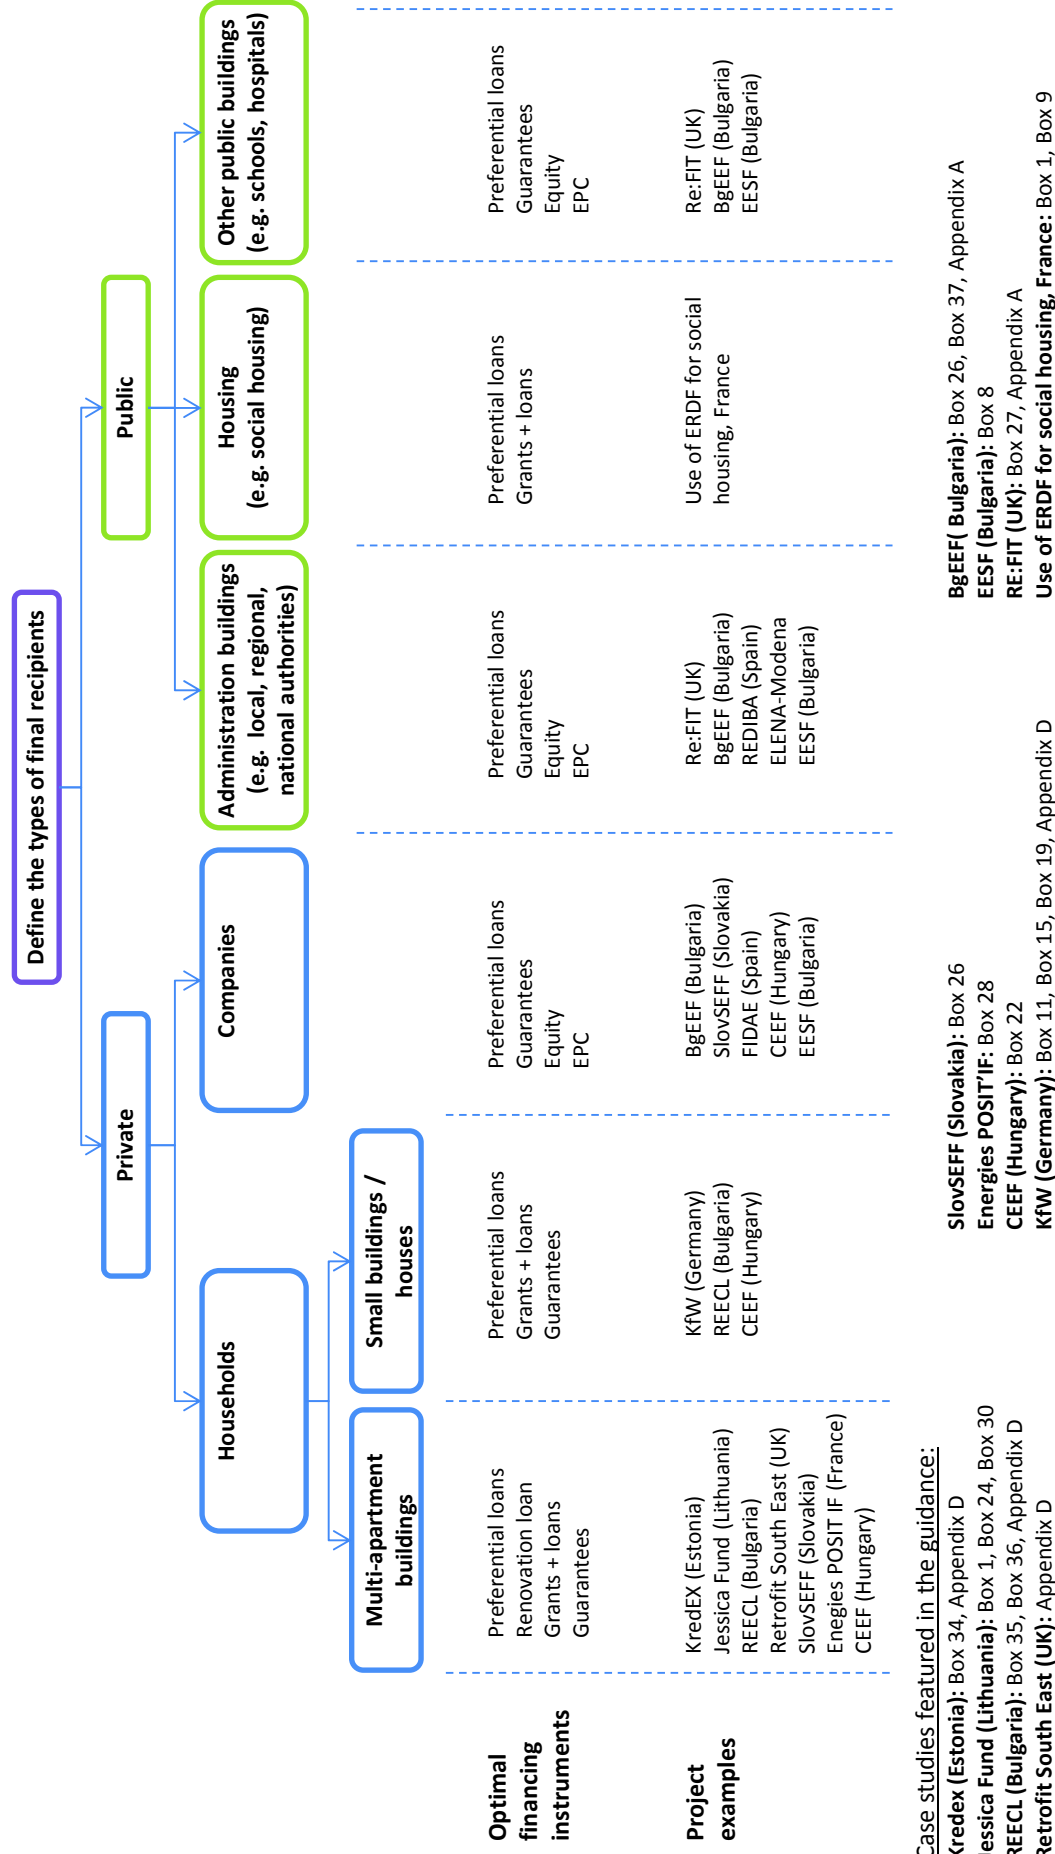 Define the types of final recipients
Private
Public
Households
Companies
Administration buildings
(e.g. local, regional,
national authorities)
Housing
(e.g. social housing)
Other public buildings
(e.g. schools, hospitals)
Multi-apartment
buildings
Small buildings /
houses
Optimal
financing
instruments
Preferential loans
Renovation loan
Grants + loans
Guarantees
Preferential loans
Grants + loans
Guarantees
Preferential loans
Guarantees
Equity
EPC
Preferential loans
Guarantees
Equity
EPC
Preferential loans
Grants + loans
Preferential loans
Guarantees
Equity
EPC
Project
examples
KredEX (Estonia)
Jessica Fund (Lithuania)
REECL (Bulgaria)
Retrofit South East (UK)
SlovSEFF (Slovakia)
Enegies POSIT IF (France)
CEEF (Hungary)
KfW (Germany)
REECL (Bulgaria)
CEEF (Hungary)
BgEEF (Bulgaria)
SlovSEFF (Slovakia)
FIDAE (Spain)
CEEF (Hungary)
EESF (Bulgaria)
Re:FIT (UK)
BgEEF (Bulgaria)
REDIBA (Spain)
ELENA-Modena
EESF (Bulgaria)
Use of ERDF for social
housing, France
Re:FIT (UK)
BgEEF (Bulgaria)
EESF (Bulgaria)
Case studies featured in the guidance:
Kredex (Estonia): Box 34, Appendix D
Jessica Fund (Lithuania): Box 1, Box 24, Box 30
REECL (Bulgaria): Box 35, Box 36, Appendix D
Retrofit South East (UK): Appendix D
SlovSEFF (Slovakia): Box 26
Energies POSIT'IF: Box 28
CEEF (Hungary): Box 22
KfW (Germany): Box 11, Box 15, Box 19, Appendix D
BgEEF( Bulgaria): Box 26, Box 37, Appendix A
EESF (Bulgaria): Box 8
RE:FIT (UK): Box 27, Appendix A
Use of ERDF for social housing, France: Box 1, Box 9